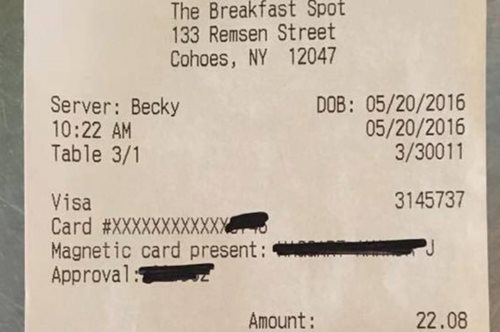 The Breakfast Spot
133 Remsen Street
Cohoes, NY 12047
Server: Becky DOB: 05/20/2016
10:22 AM 05/20/2016
Table 3/1 3/30011
Visa 3145737
Card #XXXXXXXXXXXX
Magnetic card present: J
Approval:
Amount: 22.08